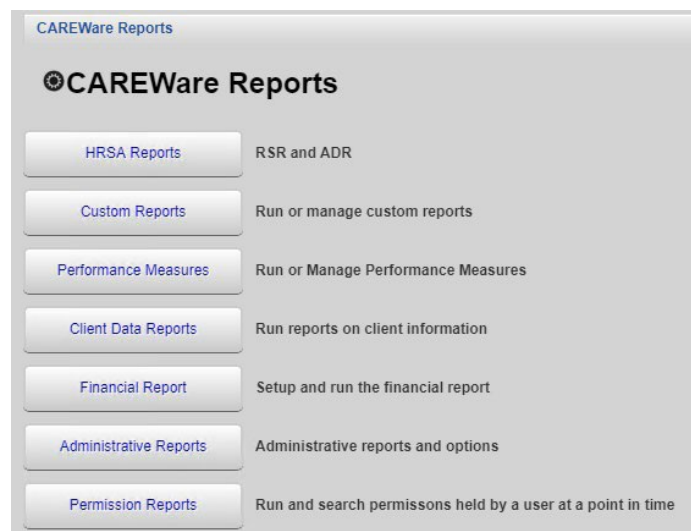 CAREWare Reports
CAREWare Reports
HRSA Reports RSR and ADR
Custom Reports Run or manage custom reports
Performance Measures Run or Manage Performance Measures
Client Data Reports Run reports on client information
Financial Report Setup and run the financial report
Administrative Reports Administrative reports and options
Permission Reports Run and search permissons held by a user at a point in time